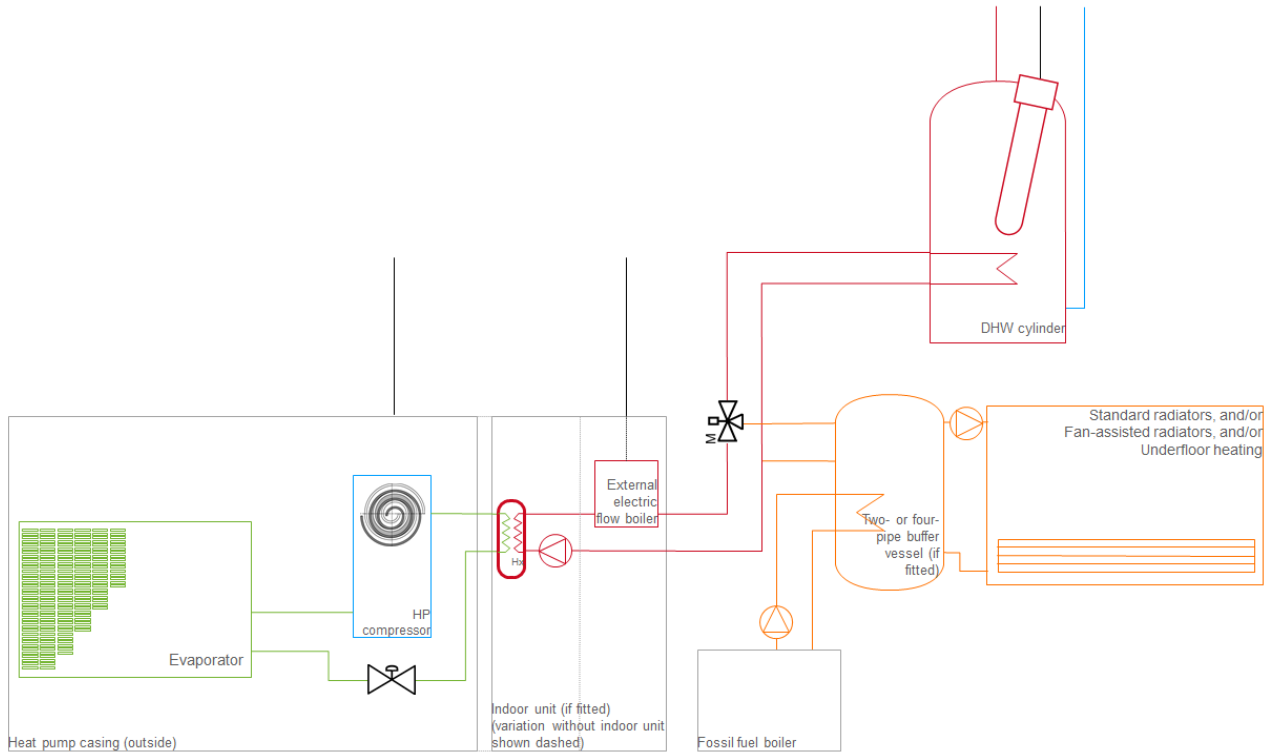 DHW cylinder
Standard radiators, and/or
Fan-assisted radiators, and/or
Underfloor heating
M
External
electric
flow boiler
Two- or four-
pipe buffer
vessel (if
fitted)
Hx
HP
compressor
Evaporator
Indoor unit (if fitted)
(variation without indoor unit
shown dashed)
Heat pump casing (outside)
Fossil fuel boiler